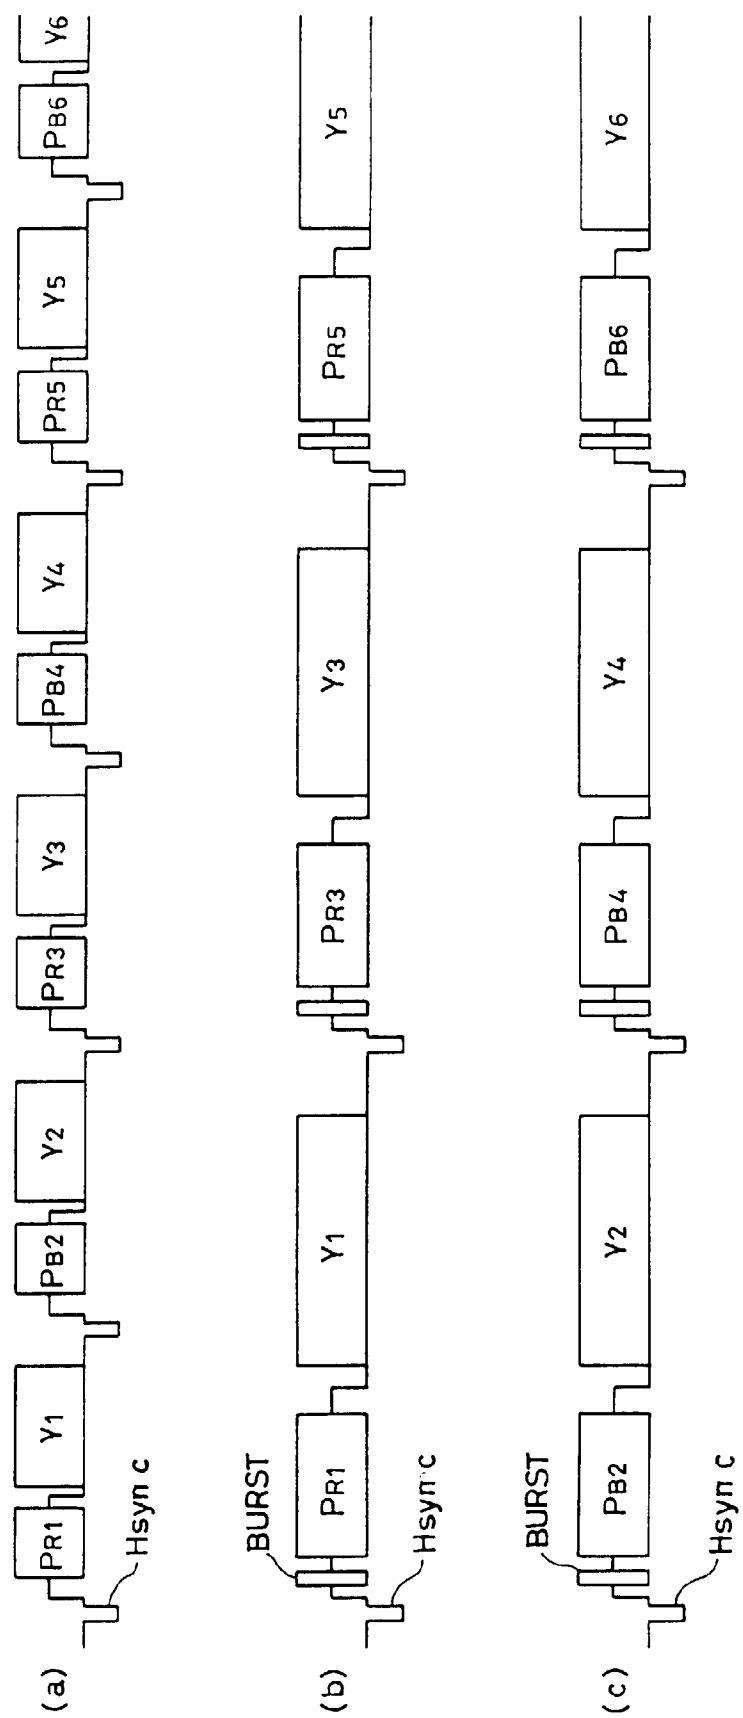 (a) PR1 Y1 PB2 Y2 PR3 Y3 PB4 Y4 PR5 Y5 PB6 Y6
Hsync
BURST
(b) PR1 Y1 PR3 Y3 PR5 Y5
Hsync
BURST
(c) PB2 Y2 PB4 Y4 PB6 Y6
Hsync